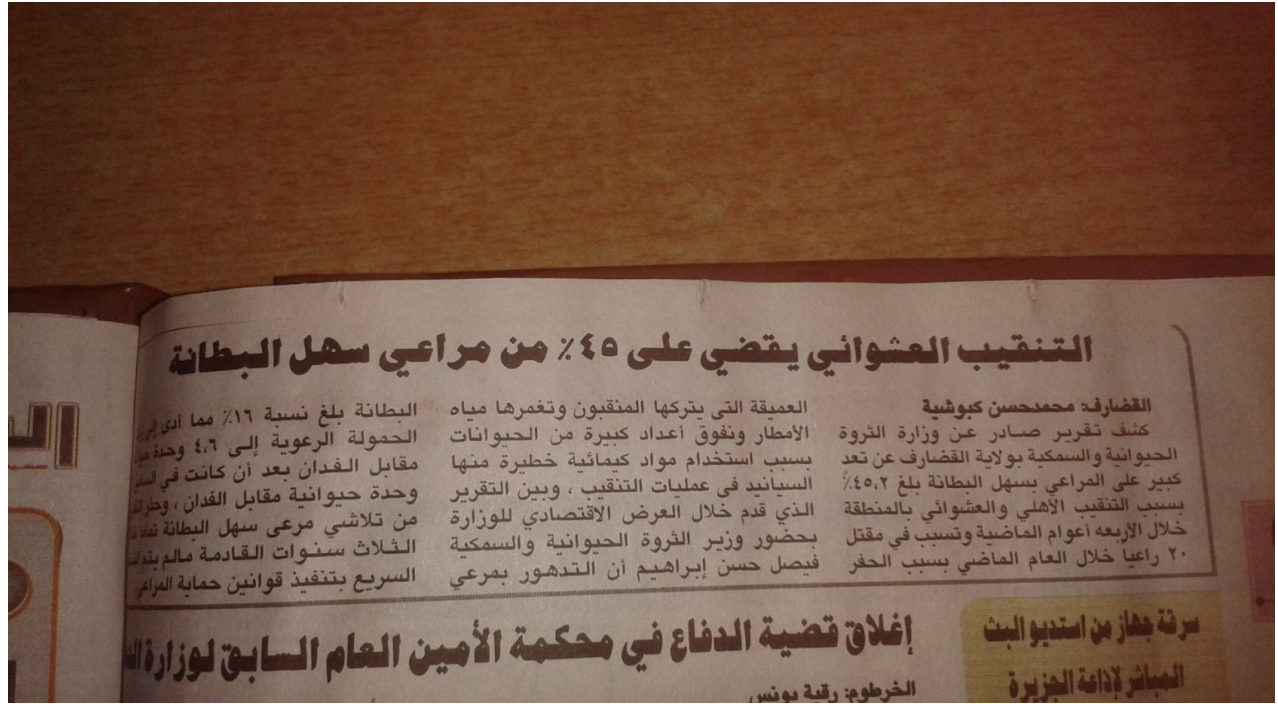 التنقيب العشوائي يقضي على ٤٥٪ من مراعي سهل البطانة
القضارف: محمدحسن كبوشية
كشف تقرير صادر عن وزارة الثروة
الحيوانية والسمكية بولاية القضارف عن تعد
كبير على المراعي بسهل البطانة بلغ ٤٥,٢٪
بسبب التنقيب الأهلي والعشوائي بالمنطقة
خلال الأربعه أعوام الماضية وتسبب في مقتل
٢٠ راعيا خلال العام الماضي بسبب الحفر
العميقة التى يتركها المنقبون وتغمرها مياه
الأمطار ونفوق أعداد كبيرة من الحيوانات
بسبب استخدام مواد كيمائية خطيرة منها
السيانيد فى عمليات التنقيب ، وبين التقرير
الذي قدم خلال العرض الاقتصادي للوزارة
بحضور وزير الثروة الحيوانية والسمكية
فيصل حسن إبراهيم أن التدهور بمرعي
البطانة بلغ نسبة ١٦٪ مما أدى إلى
الحمولة الرعوية إلى ٤,٦ وحدة
مقابل الفدان بعد أن كانت في
وحدة حيوانية مقابل الفدان ،
من تلاشي مرعى سهل البطانة
الثلاث سنوات القادمة مالم
السريع بتنفيذ قوانين حماية المراعي
سرقة جهاز من استديو البث
المباشر لإذاعة الجزيرة
إغلاق قضية الدفاع في محكمة الأمين العام السابق لوزارة
الخرطوم: رقية يونس